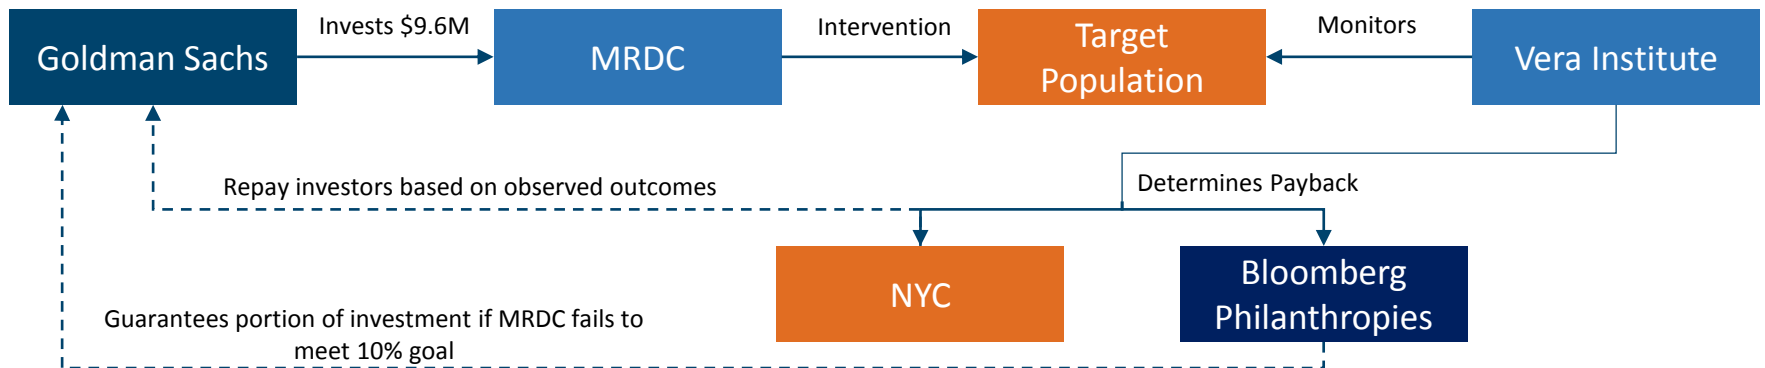 Goldman Sachs
Invests $9.6M
MRDC
Intervention
Target
Population
Monitors
Vera Institute
Repay investors based on observed outcomes
Determines Payback
NYC
Bloomberg
Philanthropies
Guarantees portion of investment if MRDC fails to
meet 10% goal